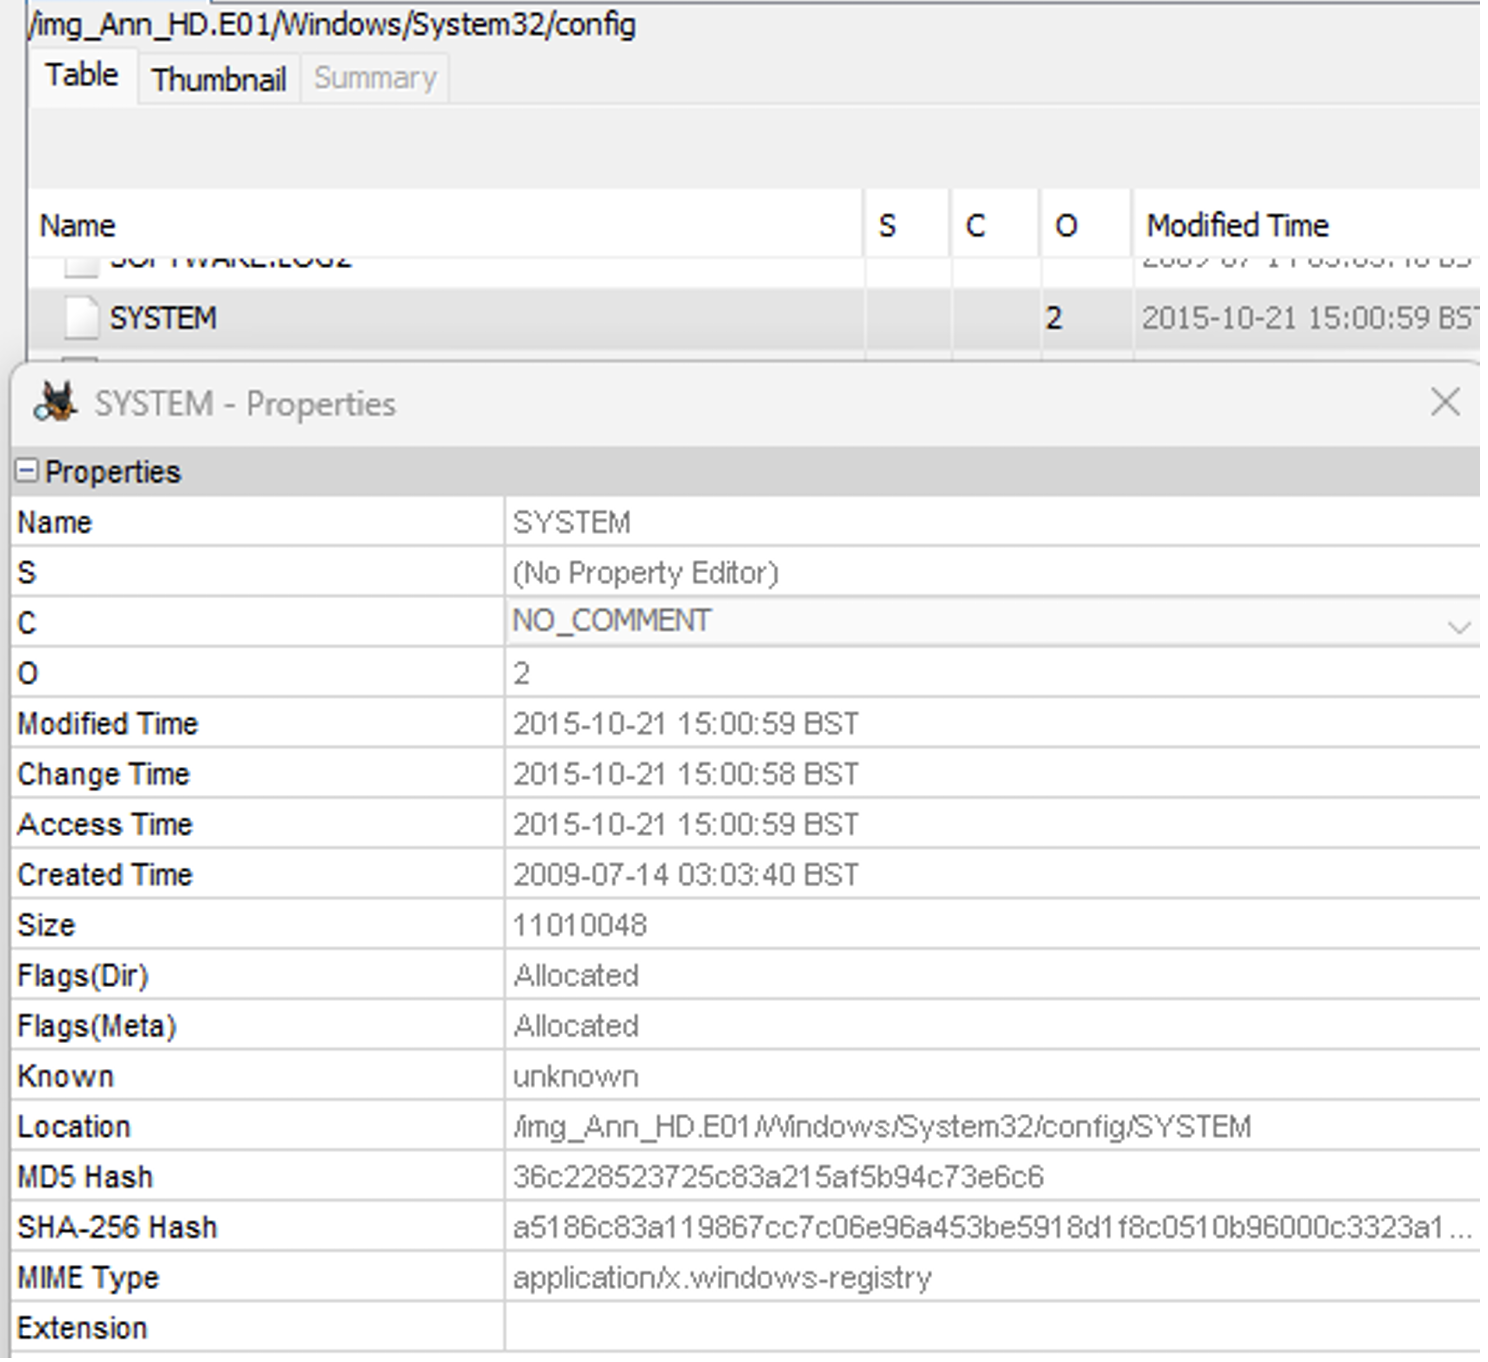 /img_Ann_HD.E01/Windows/System32/config
Table Thumbnail Summary
Name S C O Modified Time
SOFTWARE.LOG2
SYSTEM 2 2015-10-21 15:00:59 BST
SYSTEM - Properties
Properties
Name SYSTEM
S (No Property Editor)
C NO_COMMENT
O 2
Modified Time 2015-10-21 15:00:59 BST
Change Time 2015-10-21 15:00:58 BST
Access Time 2015-10-21 15:00:59 BST
Created Time 2009-07-14 03:03:40 BST
Size 11010048
Flags(Dir) Allocated
Flags(Meta) Allocated
Known unknown
Location /img_Ann_HD.E01/Windows/System32/config/SYSTEM
MD5 Hash 36c228523725c83a215af5b94c73e6c6
SHA-256 Hash a5186c83a119867cc7c06e96a453be5918d1f8c0510b96000c3323a1...
MIME Type application/x.windows-registry
Extension